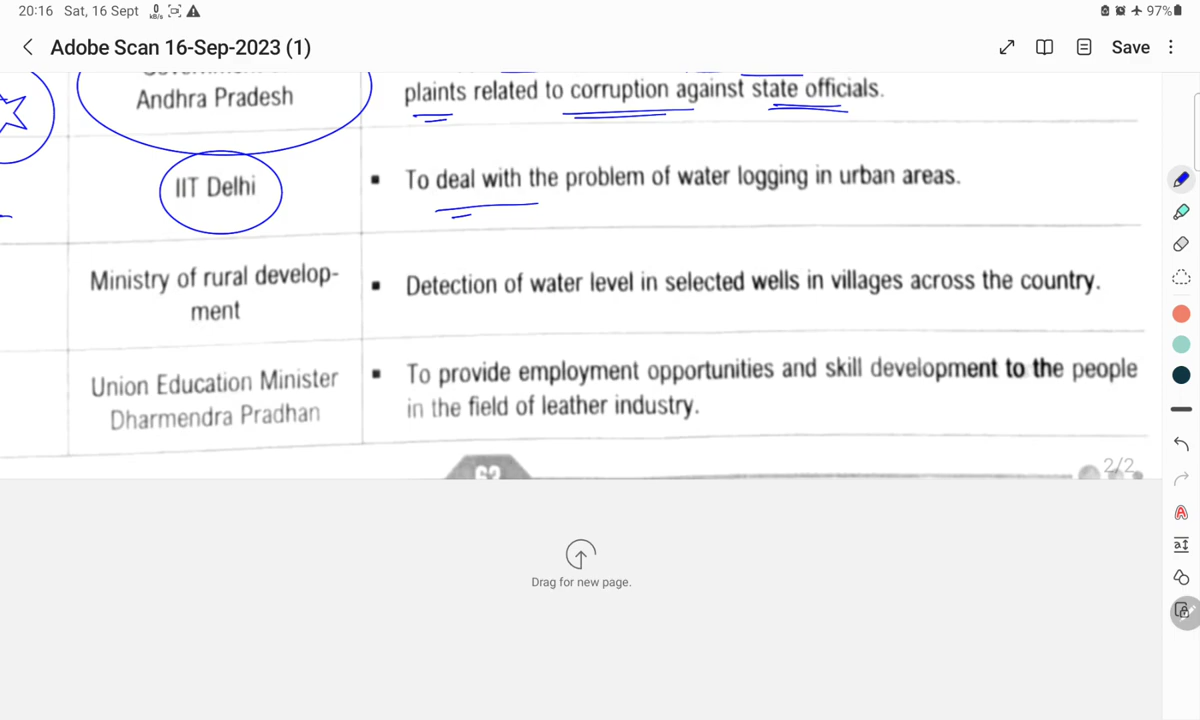 20:16 Sat, 16 Sept 97%
Adobe Scan 16-Sep-2023 (1)
Save
Andhra Pradesh
plaints related to corruption against state officials.
IIT Delhi
▪ To deal with the problem of water logging in urban areas.
Ministry of rural develop-
ment
▪ Detection of water level in selected wells in villages across the country.
Union Education Minister
Dharmendra Pradhan
▪ To provide employment opportunities and skill development to the people
in the field of leather industry.
2/2
Drag for new page.